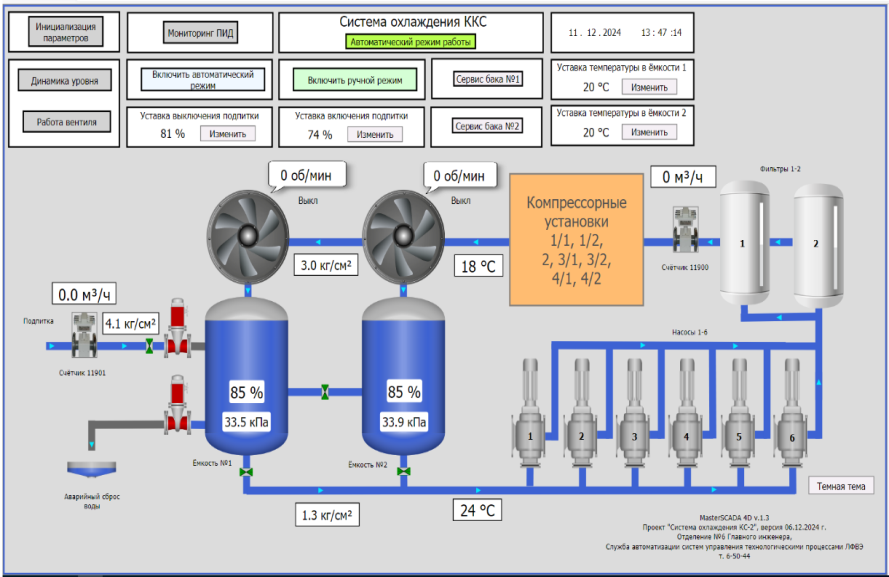 Инициализация
параметров
Мониторинг ПИД
Система охлаждения ККС
Автоматический режим работы
11. 12. 2024 13 : 47 : 14
Динамика уровня
Работа вентиля
Включить автоматический
режим
Включить ручной режим
Сервис бака №1
Уставка температуры в ёмкости 1
20 °C
Изменить
Уставка выключения подпитки
81 %
Изменить
Уставка включения подпитки
74 %
Изменить
Сервис бака №2
Уставка температуры в ёмкости 2
20 °C
Изменить
0 об/мин
Выкл
0 об/мин
Выкл
Компрессорные
установки
1/1, 1/2,
2, 3/1, 3/2,
4/1, 4/2
0 м³/ч
Счётчик 11900
Фильтры 1-2
1
2
3.0 кг/см²
18 °C
0.0 м³/ч
Подпитка
4.1 кг/см²
Счётчик 11901
85 %
33.5 кПа
85 %
33.9 кПа
Насосы 1-6
1
2
3
4
5
6
Ёмкость №1
Ёмкость №2
Аварийный сброс
воды
1.3 кг/см²
24 °C
Темная тема
MasterSCADA 4D v.1.3
Проект "Система охлаждения КС-2", версия 06.12.2024 г.
Отделение №6 Главного инженера,
Служба автоматизации систем управления технологическими процессами ЛФВЭ
т. 6-50-44